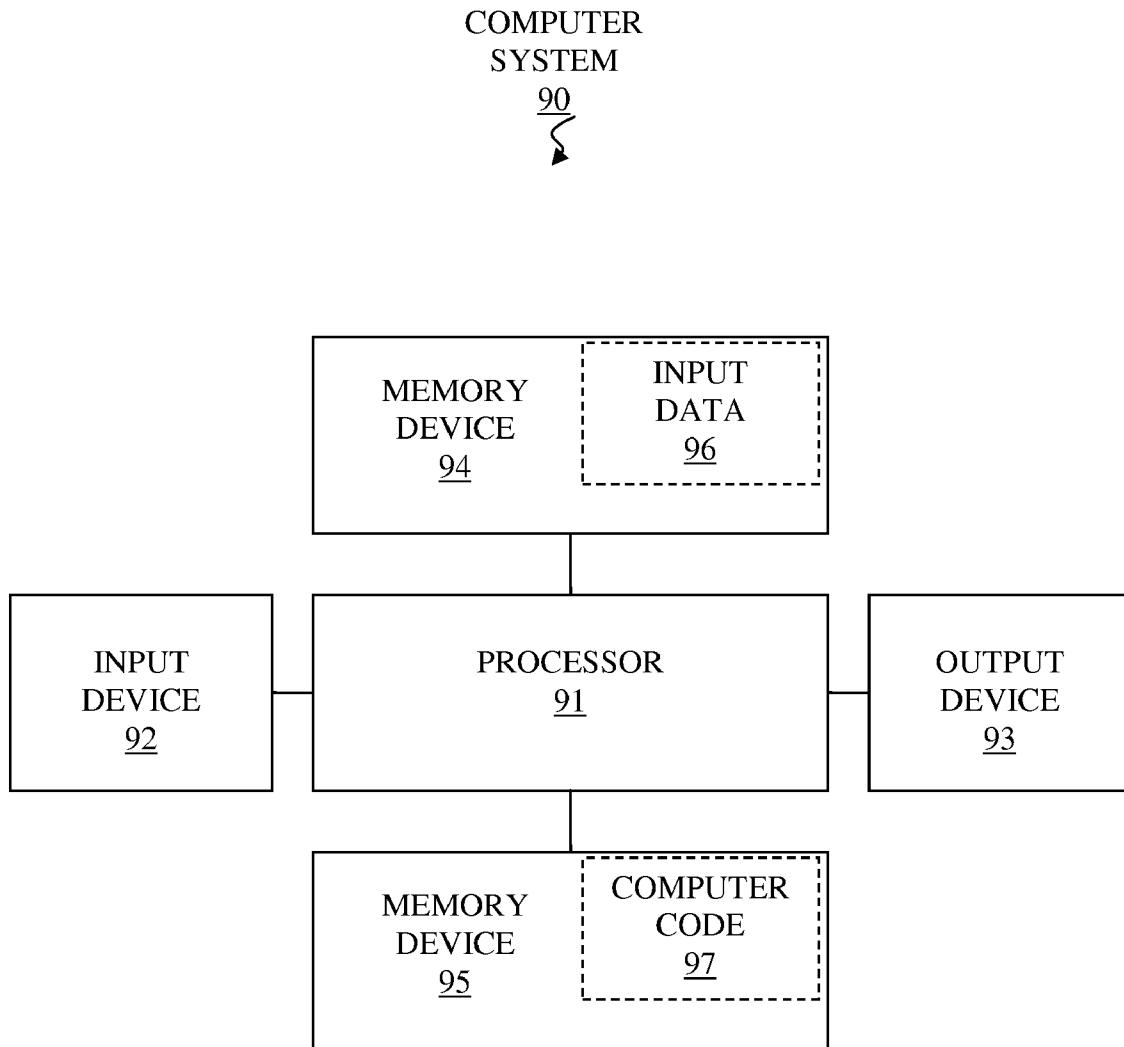 COMPUTER
SYSTEM
90
MEMORY
DEVICE
94
INPUT
DATA
96
INPUT
DEVICE
92
PROCESSOR
91
OUTPUT
DEVICE
93
MEMORY
DEVICE
95
COMPUTER
CODE
97